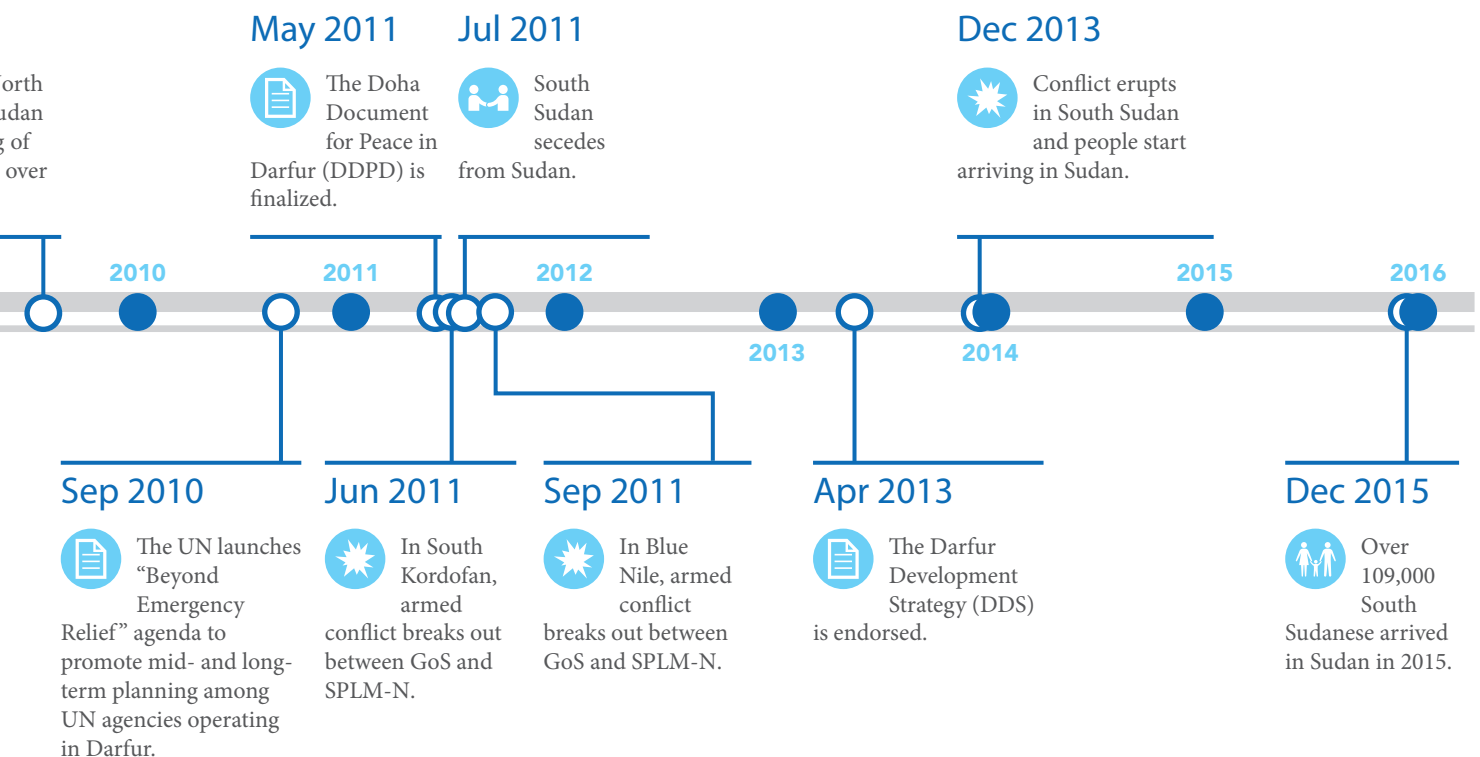 May 2011
The Doha
Document
for Peace in
Darfur (DDPD) is
finalized.
Jul 2011
South
Sudan
secedes
from Sudan.
Dec 2013
Conflict erupts
in South Sudan
and people start
arriving in Sudan.
of
over
2010
2011
2012
2013
2014
2015
2016
Sep 2010
The UN launches
“Beyond
Emergency
Relief” agenda to
promote mid- and long-
term planning among
UN agencies operating
in Darfur.
Jun 2011
In South
Kordofan,
armed
conflict breaks out
between GoS and
SPLM-N.
Sep 2011
In Blue
Nile, armed
conflict
breaks out between
GoS and SPLM-N.
Apr 2013
The Darfur
Development
Strategy (DDS)
is endorsed.
Dec 2015
Over
109,000
South
Sudanese arrived
in Sudan in 2015.